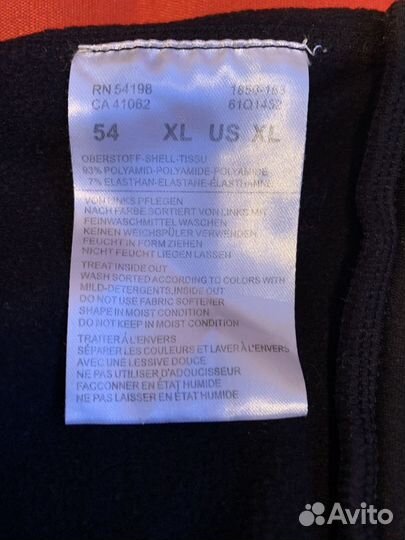 RN 54198 1650-163
CA 41062 61Q1452
54 XL US XL
OBERSTOFF-SHELL-TISSU
93% POLYAMID-POLYAMIDE-POLYAMIDE
7% ELASTHAN-ELASTANE-ELASTHANNE
VON LINKS PFLEGEN
NACH FARBE SORTIERT VON LINKS MIT
FEINWASCHMITTEL WASCHEN
KEINEN WEICHSPÜLER VERWENDEN
FEUCHT IN FORM ZIEHEN
NICHT FEUCHT LIEGEN LASSEN
TREAT INSIDE OUT
WASH SORTED ACCORDING TO COLORS WITH
MILD-DETERGENTS,INSIDE OUT
DO NOT USE FABRIC SOFTENER
SHAPE IN MOIST CONDITION
DO NOT KEEP IN MOIST CONDITION
TRAITER À L'ENVERS
SÉPARER LES COULEURS ET LAVER À L'ENVERS
AVEC UNE LESSIVE DOUCE
NE PAS UTILISER D'ADOUCISEUR
FACCONNER EN ÉTAT HUMIDE
NE PAS LAISSER EN ÉTAT HUMIDE
Avito